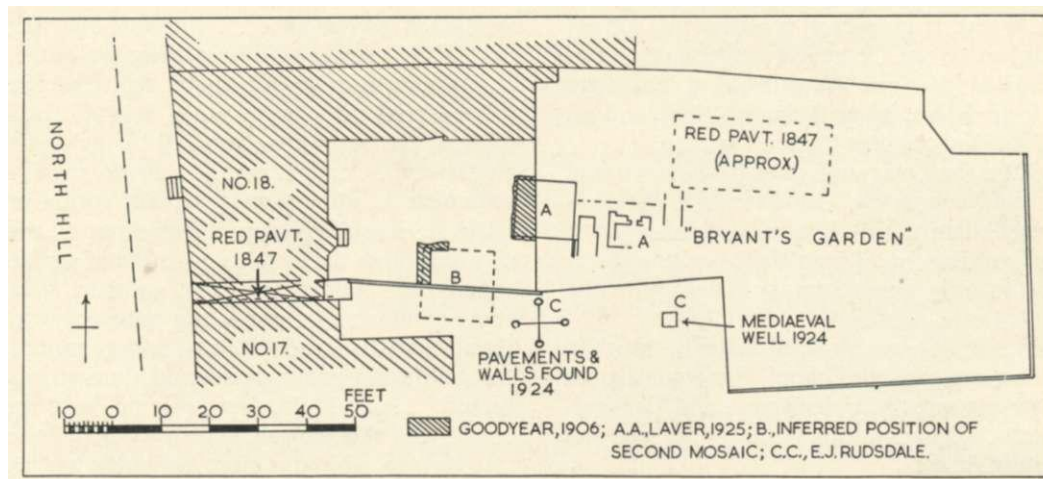 NORTH HILL
NO.18.
RED PAVT.
1847
NO.17.
B
A
A
RED PAVT. 1847
(APPROX)
"BRYANT'S GARDEN"
C
C
MEDIAEVAL
WELL 1924
PAVEMENTS &
WALLS FOUND
1924
FEET
10 0 10 20 30 40 50
GOODYEAR, 1906; A.A., LAVER, 1925; B., INFERRED POSITION OF
SECOND MOSAIC; C.C., E.J. RUDSDALE.